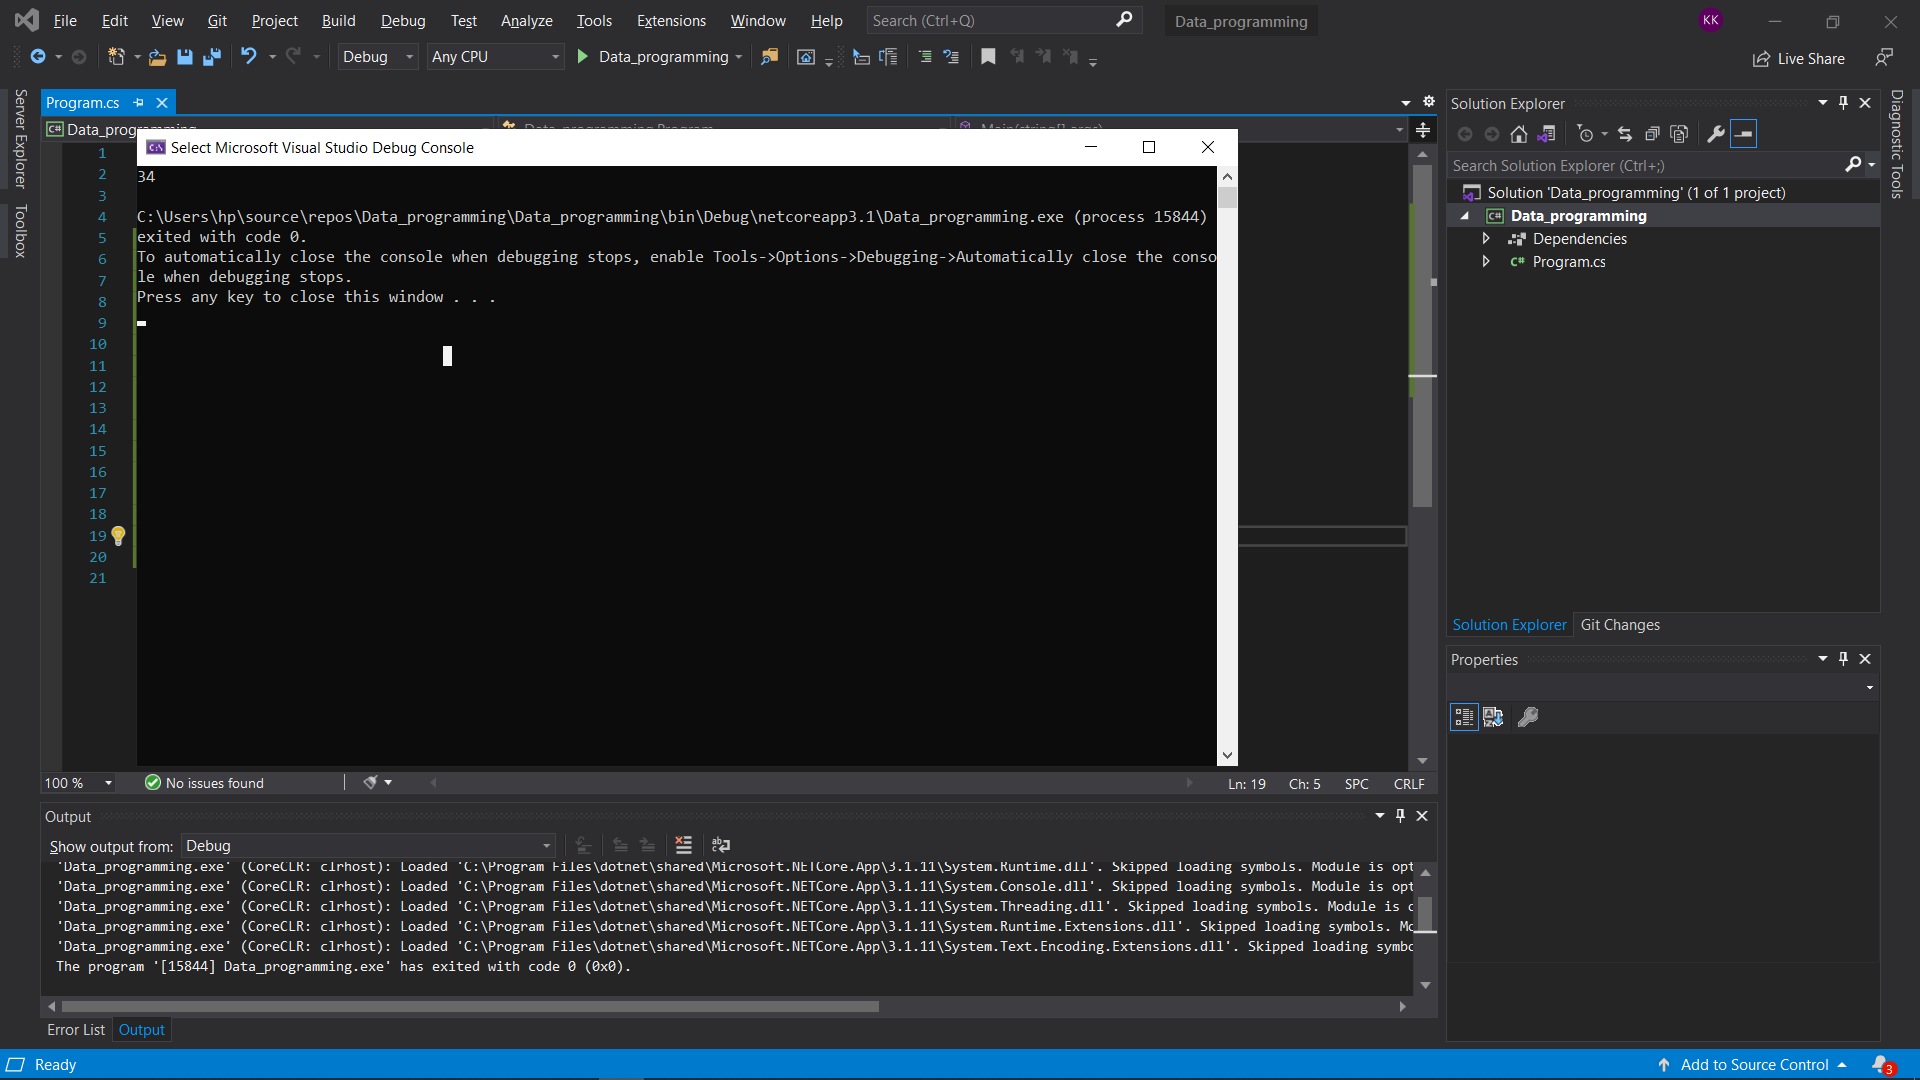 File Edit View Git Project Build Debug Test Analyze Tools Extensions Window Help Search (Ctrl+Q) Data_programming KK
Debug Any CPU Data_programming Live Share
Server Explorer
Toolbox
Program.cs
Data_programming Data_programming.Program Main(string[] args)
Select Microsoft Visual Studio Debug Console
34
C:\Users\hp\source\repos\Data_programming\Data_programming\bin\Debug\netcoreapp3.1\Data_programming.exe (process 15844)
exited with code 0.
To automatically close the console when debugging stops, enable Tools->Options->Debugging->Automatically close the conso
le when debugging stops.
Press any key to close this window . . .
1
2
3
4
5
6
7
8
9
10
11
12
13
14
15
16
17
18
19
20
21
100 % No issues found Ln: 19 Ch: 5 SPC CRLF
Output
Show output from: Debug
'Data_programming.exe' (CoreCLR: clrhost): Loaded 'C:\Program Files\dotnet\shared\Microsoft.NETCore.App\3.1.11\System.Runtime.dll'. Skipped loading symbols. Module is opt
'Data_programming.exe' (CoreCLR: clrhost): Loaded 'C:\Program Files\dotnet\shared\Microsoft.NETCore.App\3.1.11\System.Console.dll'. Skipped loading symbols. Module is opt
'Data_programming.exe' (CoreCLR: clrhost): Loaded 'C:\Program Files\dotnet\shared\Microsoft.NETCore.App\3.1.11\System.Threading.dll'. Skipped loading symbols. Module is
'Data_programming.exe' (CoreCLR: clrhost): Loaded 'C:\Program Files\dotnet\shared\Microsoft.NETCore.App\3.1.11\System.Runtime.Extensions.dll'. Skipped loading symbols.
'Data_programming.exe' (CoreCLR: clrhost): Loaded 'C:\Program Files\dotnet\shared\Microsoft.NETCore.App\3.1.11\System.Text.Encoding.Extensions.dll'. Skipped loading symbo
The program '[15844] Data_programming.exe' has exited with code 0 (0x0).
Error List Output
Solution Explorer
Search Solution Explorer (Ctrl+;)
Solution 'Data_programming' (1 of 1 project)
C# Data_programming
Dependencies
C# Program.cs
Solution Explorer Git Changes
Properties
Diagnostic Tools
Ready Add to Source Control 3